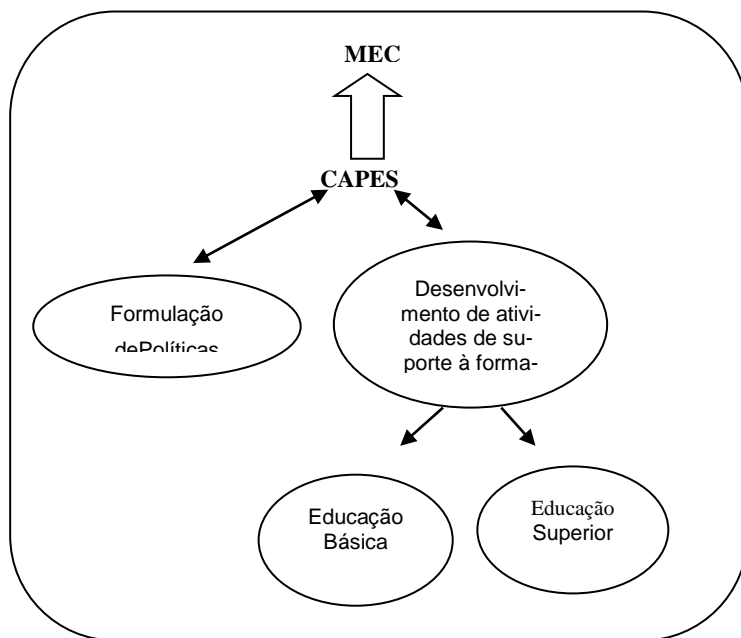 MEC
CAPES
Formulação
dePolíticas
Desenvolvi-
mento de ativi-
dades de su-
porte à forma-
Educação
Básica
Educação
Superior